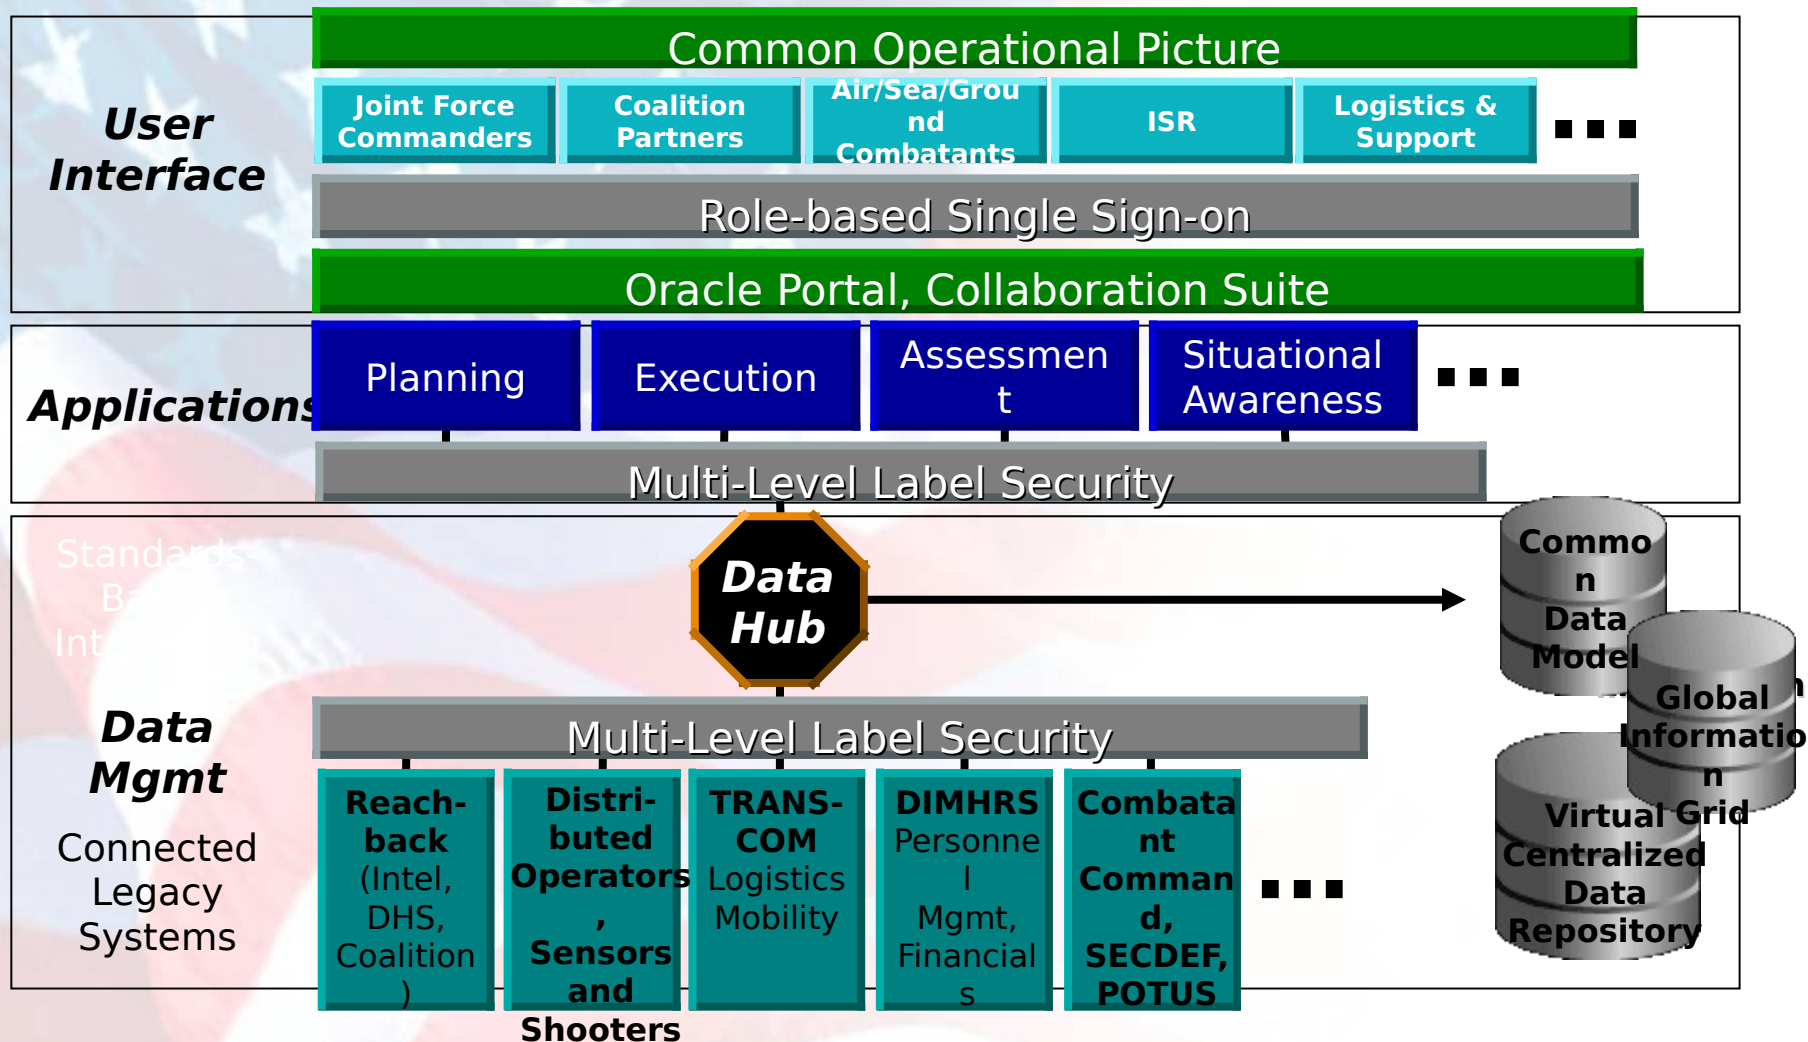 Common Operational Picture
User
Interface
Joint Force
Commanders
Coalition
Partners
Air/Sea/Grou
nd
Combatants
ISR
Logistics &
Support
...
Role-based Single Sign-on
Oracle Portal, Collaboration Suite
Applications
Planning
Execution
Assessmen
t
Situational
Awareness
...
Multi-Level Label Security
Standards-
Data
Hub
Commo
n
Data
Model
Global
Informatio
n
Grid
Virtual
Centralized
Data
Repository
Data
Mgmt
Connected
Legacy
Systems
Multi-Level Label Security
Reach-
back
(Intel,
DHS,
Coalition
)
Distri-
buted
Operators
,
Sensors
and
Shooters
TRANS-
COM
Logistics
Mobility
DIMHRS
Personne
l
Mgmt,
Financial
s
Combata
nt
Comman
d,
SECDEF,
POTUS
...